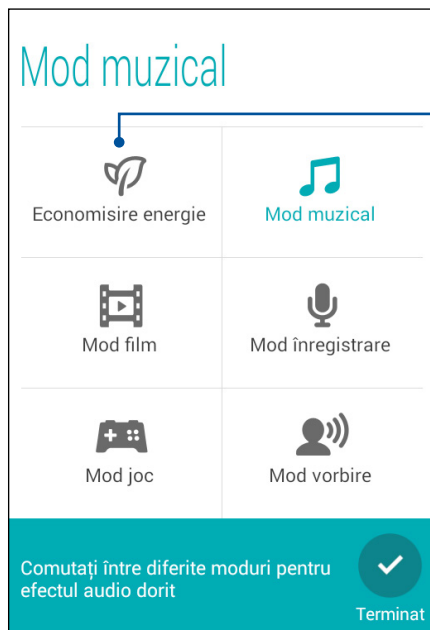 Mod muzical
Economisire energie
Mod muzical
Mod film
Mod înregistrare
Mod joc
Mod vorbire
Comutați între diferite moduri pentru
efectul audio dorit
Terminat